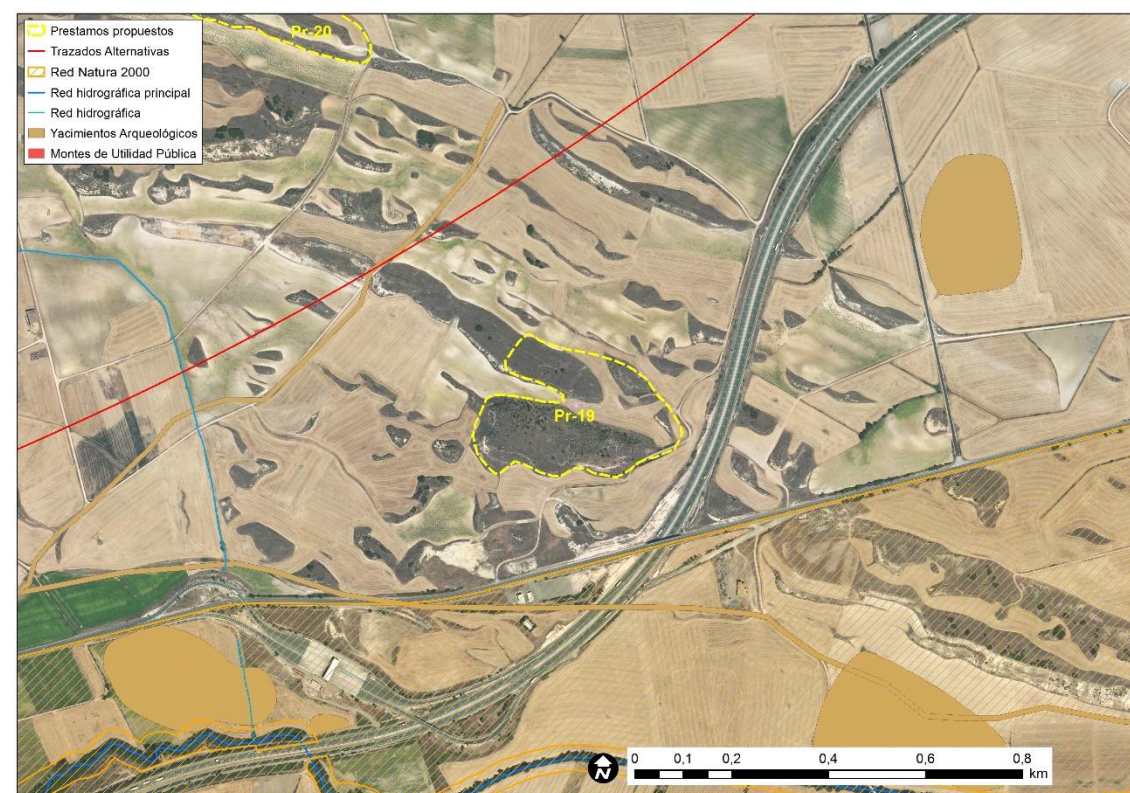 Prestamos propuestos
Trazados Alternativas
Red Natura 2000
Red hidrográfica principal
Red hidrográfica
Yacimientos Arqueológicos
Montes de Utilidad Pública
Pr-20
Pr-19
N
0 0,1 0,2 0,4 0,6 0,8
km